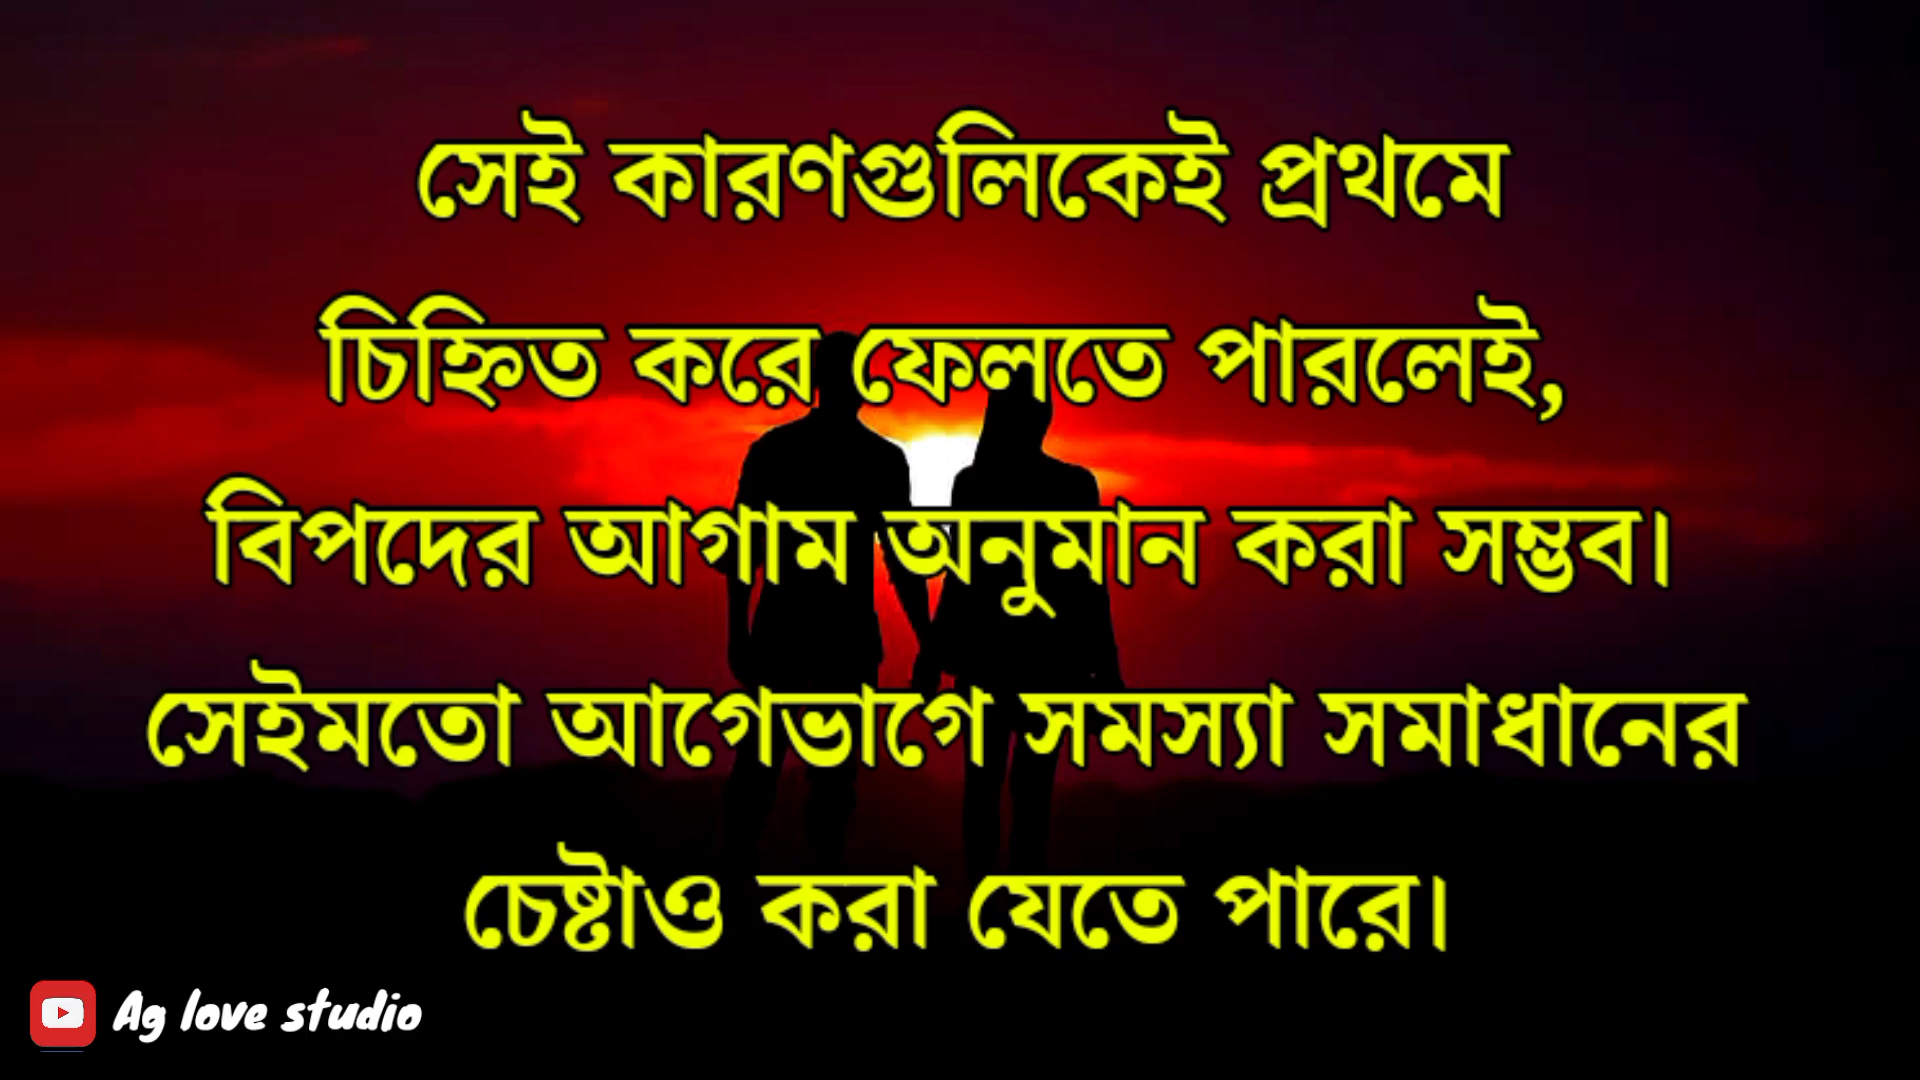 সেই কারণগুলিকেই প্রথমে
চিহ্নিত করে ফেলতে পারলেই,
বিপদের আগাম অনুমান করা সম্ভব।
সেইমতো আগেভাগে সমস্যা সমাধানের
চেষ্টাও করা যেতে পারে।
Ag love studio